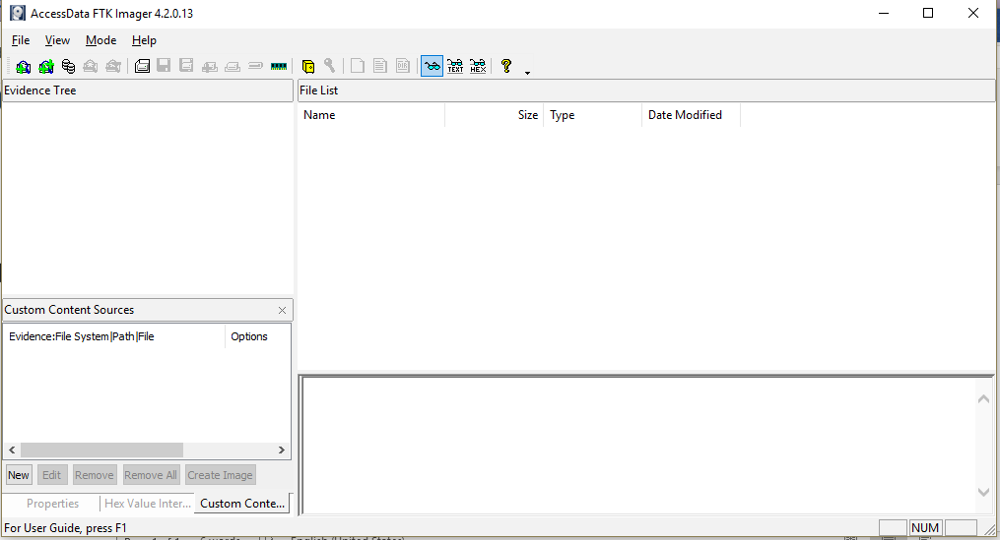 AccessData FTK Imager 4.2.0.13
File View Mode Help
TEXT HEX
Evidence Tree
File List
Name Size Type Date Modified
Custom Content Sources
Evidence:File System|Path|File Options
New Edit Remove Remove All Create Image
Properties Hex Value Inter... Custom Conte...
For User Guide, press F1
NUM